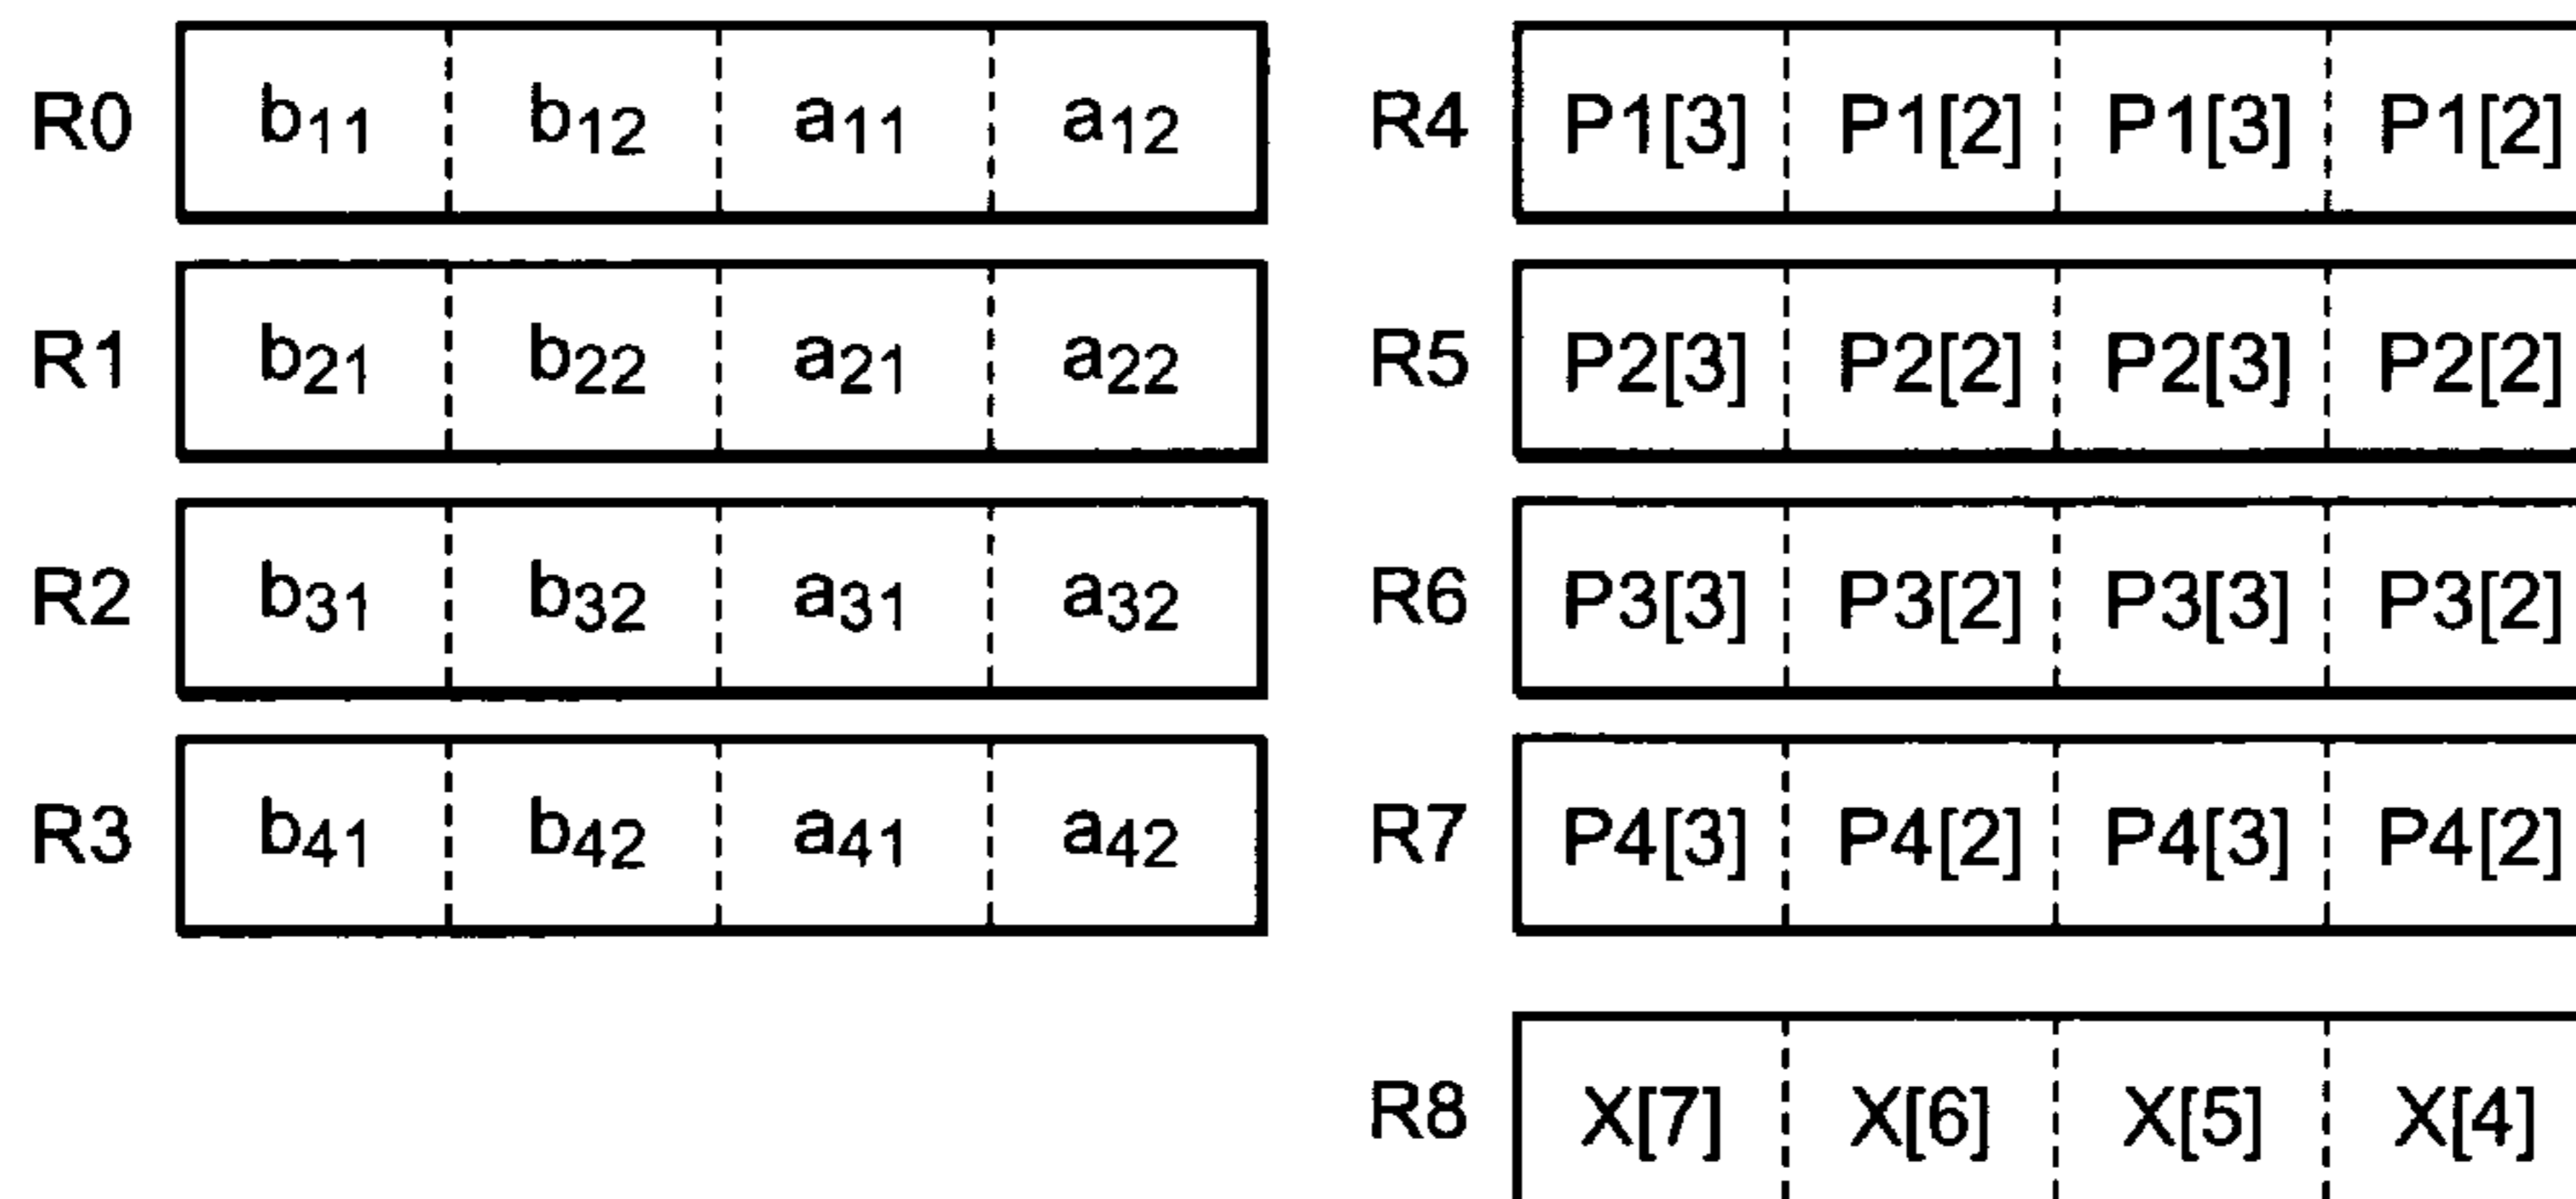 R0 b11 b12 a11 a12 R4 P1[3] P1[2] P1[3] P1[2]
R1 b21 b22 a21 a22 R5 P2[3] P2[2] P2[3] P2[2]
R2 b31 b32 a31 a32 R6 P3[3] P3[2] P3[3] P3[2]
R3 b41 b42 a41 a42 R7 P4[3] P4[2] P4[3] P4[2]
R8 X[7] X[6] X[5] X[4]